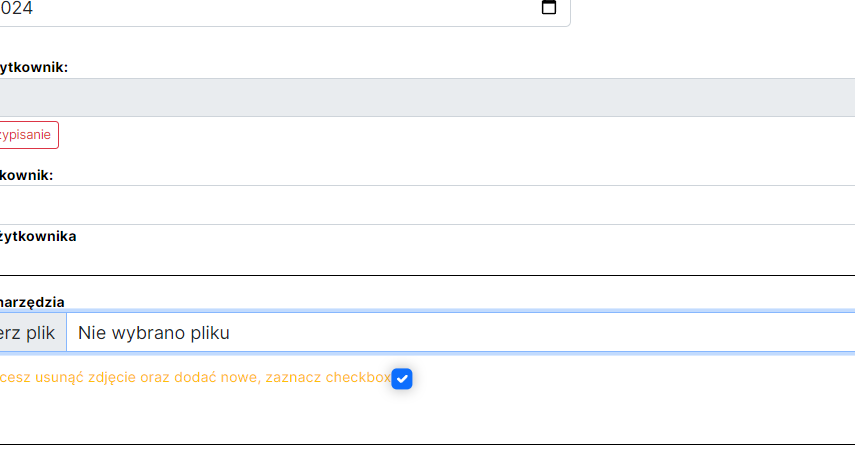 024
ytkownik:
zypisanie
kownik:
żytkownika
narzędzia
erz plik Nie wybrano pliku
cesz usunąć zdjęcie oraz dodać nowe, zaznacz checkbox